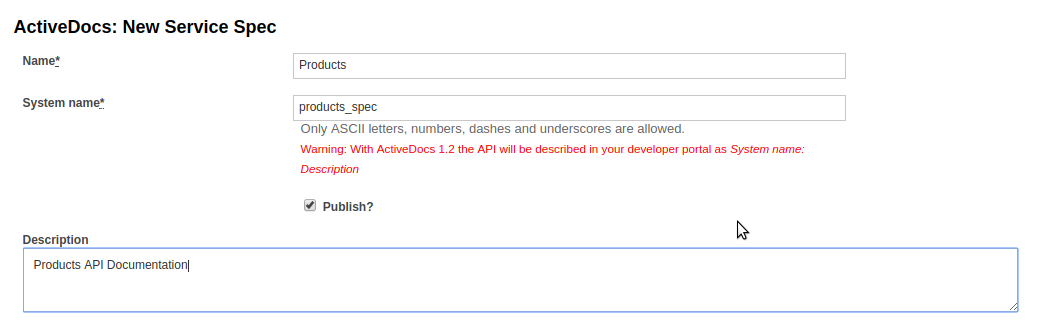 ActiveDocs: New Service Spec
Name*
Products
System name*
products_spec
Only ASCII letters, numbers, dashes and underscores are allowed.
Warning: With ActiveDocs 1.2 the API will be described in your developer portal as System name:
Description
Publish?
Description
Products API Documentation